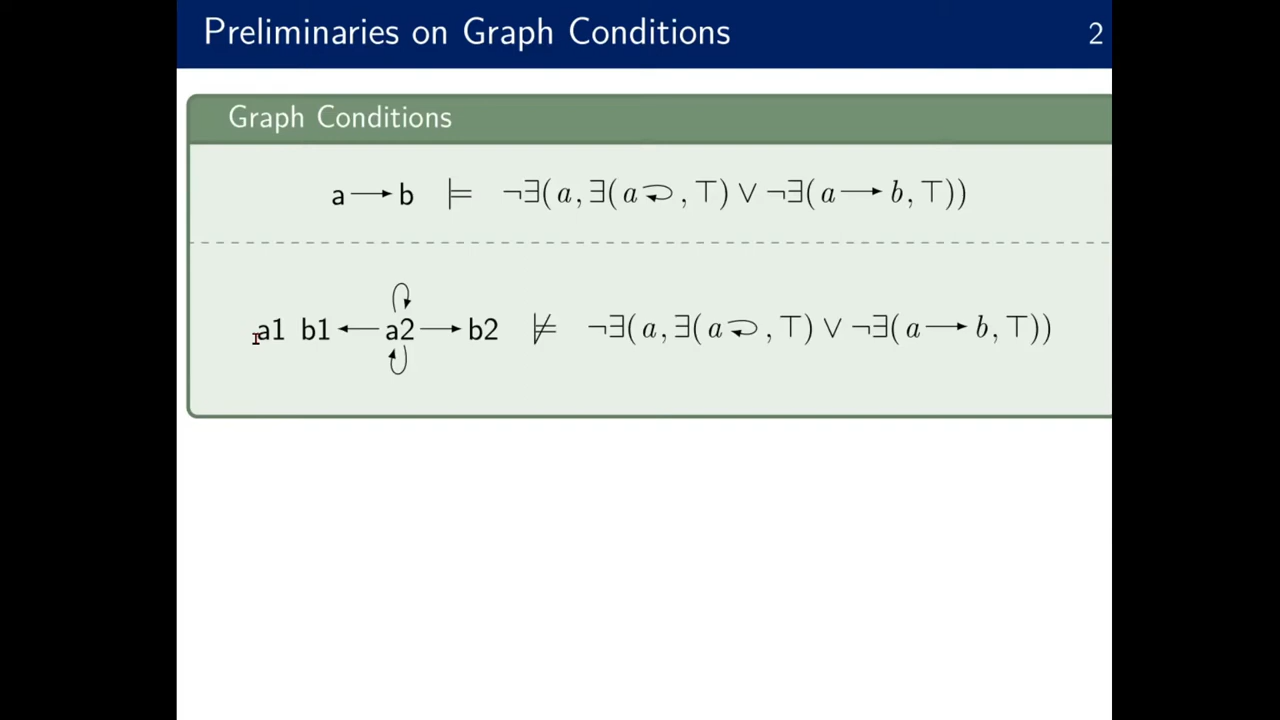 Preliminaries on Graph Conditions 2
Graph Conditions
a ⟶ b ⊨ ¬∃(a, ∃(a ⮌, ⊤) ∨ ¬∃(a ⟶ b, ⊤))
a1 b1 ⟵ a2 ⟶ b2 ⊭ ¬∃(a, ∃(a ⮌, ⊤) ∨ ¬∃(a ⟶ b, ⊤))